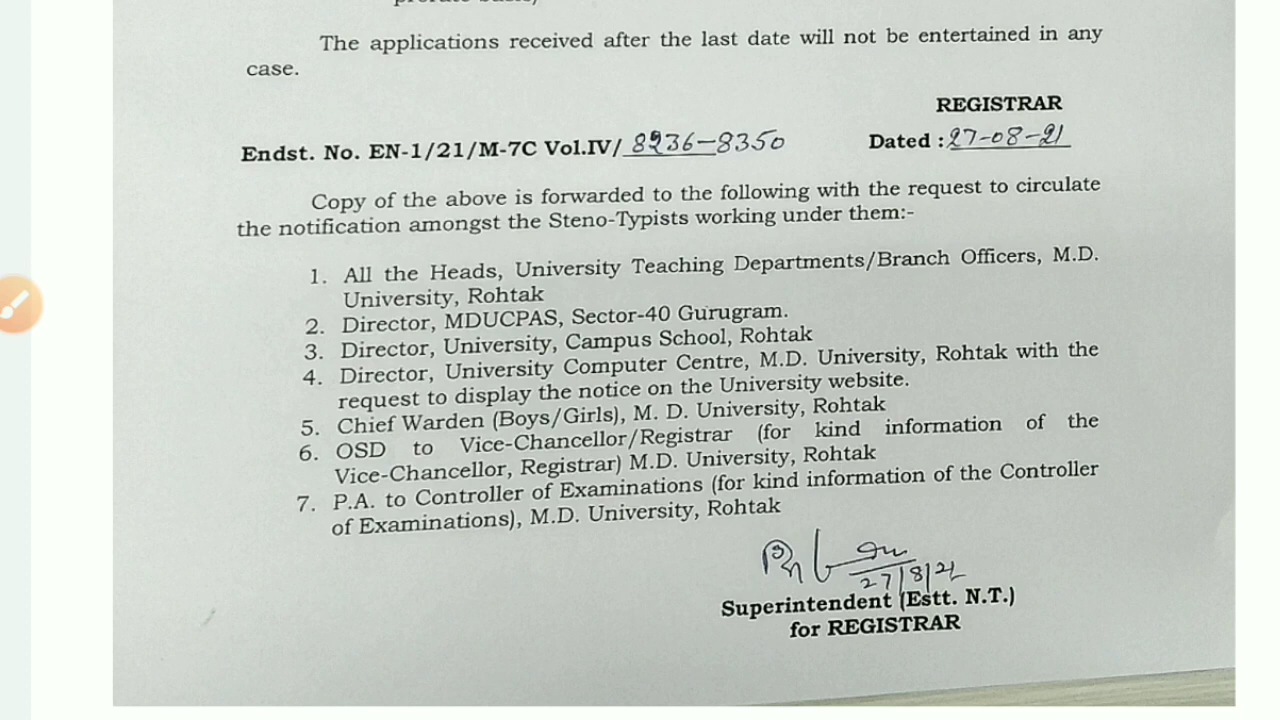 The applications received after the last date will not be entertained in any
case.
REGISTRAR
Endst. No. EN-1/21/M-7C Vol.IV/ 8236-8350 Dated : 27-08-21
Copy of the above is forwarded to the following with the request to circulate
the notification amongst the Steno-Typists working under them:-
1. All the Heads, University Teaching Departments/Branch Officers, M.D.
University, Rohtak
2. Director, MDUCPAS, Sector-40 Gurugram.
3. Director, University, Campus School, Rohtak
4. Director, University Computer Centre, M.D. University, Rohtak with the
request to display the notice on the University website.
5. Chief Warden (Boys/Girls), M. D. University, Rohtak
6. OSD to Vice-Chancellor/Registrar (for kind information of the
Vice-Chancellor, Registrar) M.D. University, Rohtak
7. P.A. to Controller of Examinations (for kind information of the Controller
of Examinations), M.D. University, Rohtak
27/8/21
Superintendent (Estt. N.T.)
for REGISTRAR